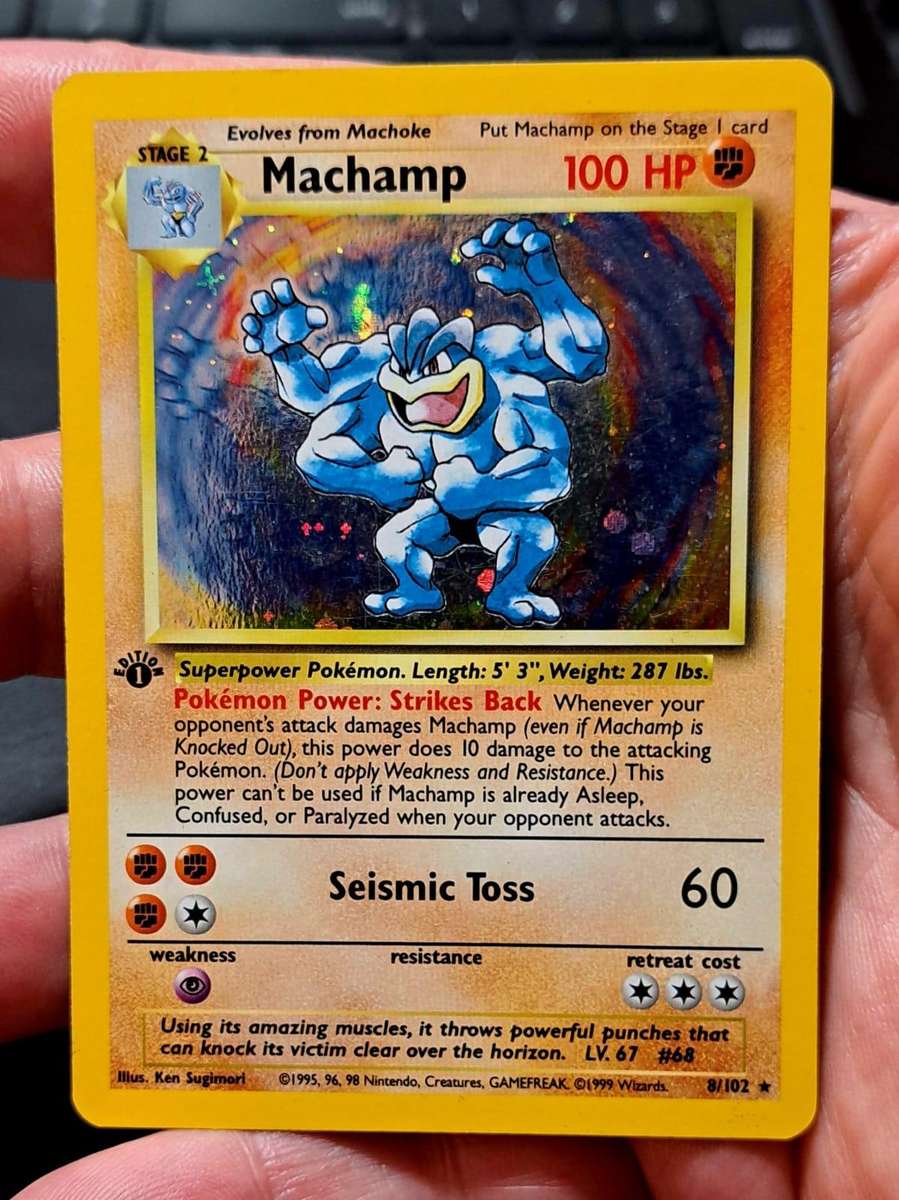 Evolves from Machoke Put Machamp on the Stage 1 card
STAGE 2
Machamp 100 HP
EDITION
1
Superpower Pokémon. Length: 5' 3", Weight: 287 lbs.
Pokémon Power: Strikes Back Whenever your
opponent's attack damages Machamp (even if Machamp is
Knocked Out), this power does 10 damage to the attacking
Pokémon. (Don't apply Weakness and Resistance.) This
power can't be used if Machamp is already Asleep,
Confused, or Paralyzed when your opponent attacks.
Seismic Toss 60
weakness resistance retreat cost
Using its amazing muscles, it throws powerful punches that
can knock its victim clear over the horizon. LV. 67 #68
Illus. Ken Sugimori ©1995, 96, 98 Nintendo, Creatures, GAMEFREAK. ©1999 Wizards. 8/102 ★